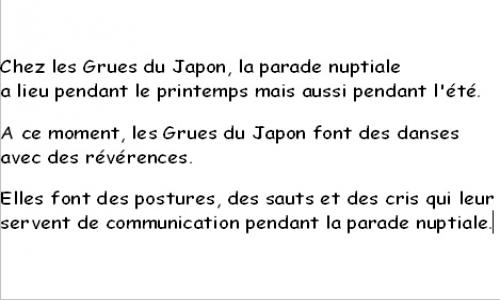 Chez les Grues du Japon, la parade nuptiale
a lieu pendant le printemps mais aussi pendant l'été.
A ce moment, les Grues du Japon font des danses
avec des révérences.
Elles font des postures, des sauts et des cris qui leur
servent de communication pendant la parade nuptiale.